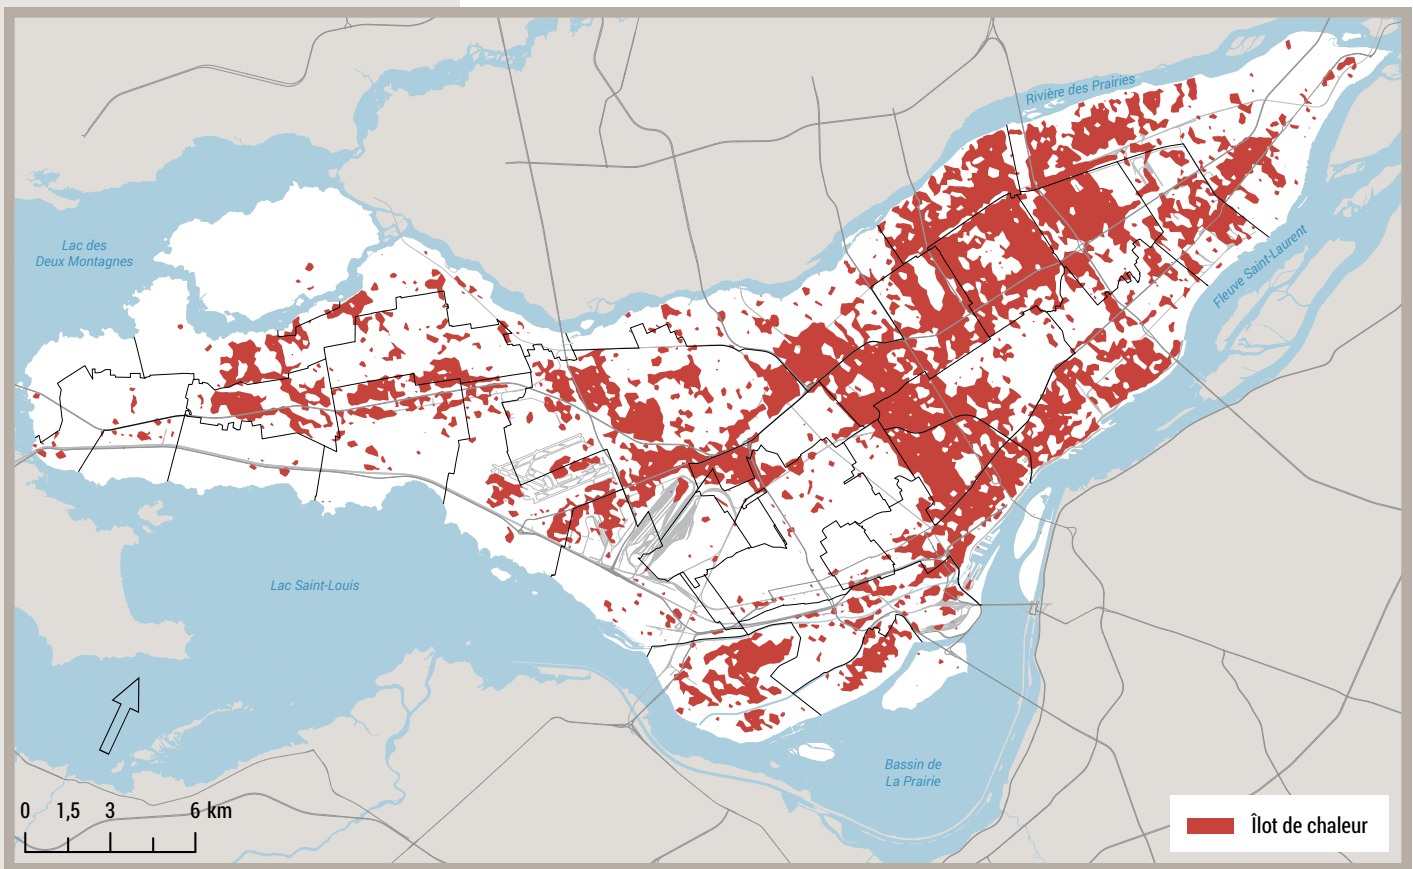 Rivière des Prairies
Lac des
Deux Montagnes
Fleuve Saint-Laurent
Lac Saint-Louis
Bassin de
La Prairie
0 1,5 3 6 km
Îlot de chaleur